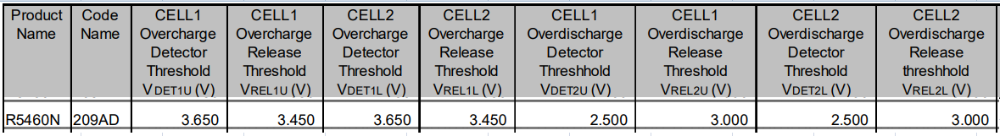 Product Name	Code Name	CELL1 Overcharge Detector Threshold VDET1U (V)	CELL1 Overcharge Release Threshold VREL1U (V)	CELL2 Overcharge Detector Threshold VDET1L (V)	CELL2 Overcharge Release Threshold VREL1L (V)	CELL1 Overdischarge Detector Threshhold VDET2U (V)	CELL1 Overdischarge Release Threshold VREL2U (V)	CELL2 Overdischarge Detector Threshold VDET2L (V)	CELL2 Overdischarge Release threshhold VREL2L (V)
R5460N	209AD	3.650	3.450	3.650	3.450	2.500	3.000	2.500	3.000